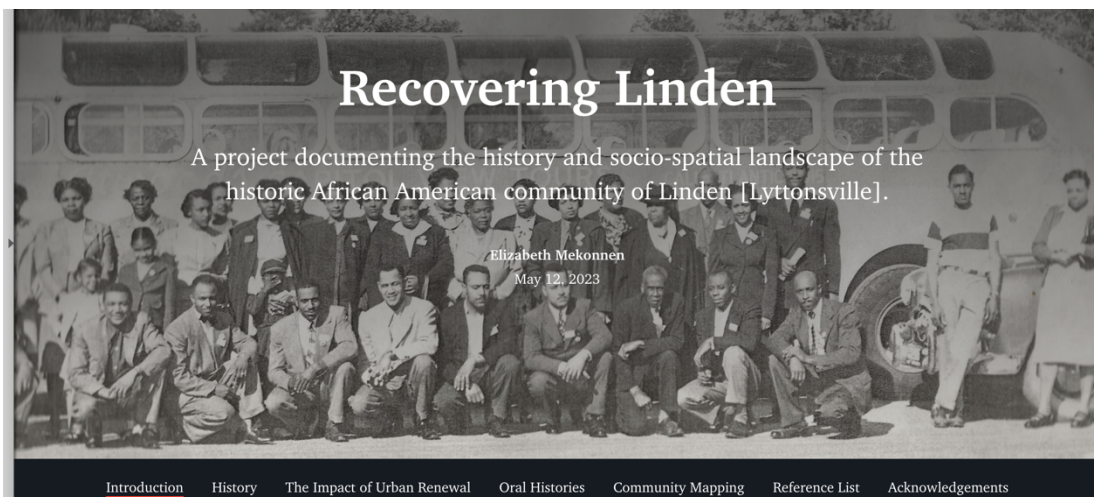 Recovering Linden
A project documenting the history and socio-spatial landscape of the
historic African American community of Linden [Lyttonsville].
Elizabeth Mekonnen
May 12, 2023
Introduction History The Impact of Urban Renewal Oral Histories Community Mapping Reference List Acknowledgements